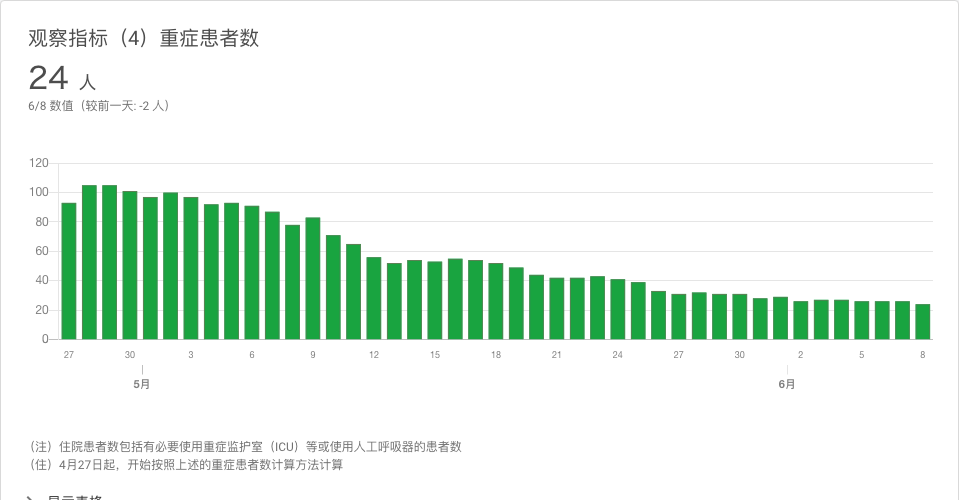 观察指标（4）重症患者数
24 人
6/8 数值（较前一天: -2 人）
120
100
80
60
40
20
0
27 30 3 6 9 12 15 18 21 24 27 30 2 5 8
5月 6月
（注）住院患者数包括有必要使用重症监护室（ICU）等或使用人工呼吸器的患者数
（住）4月27日起，开始按照上述的重症患者数计算方法计算
显示表格